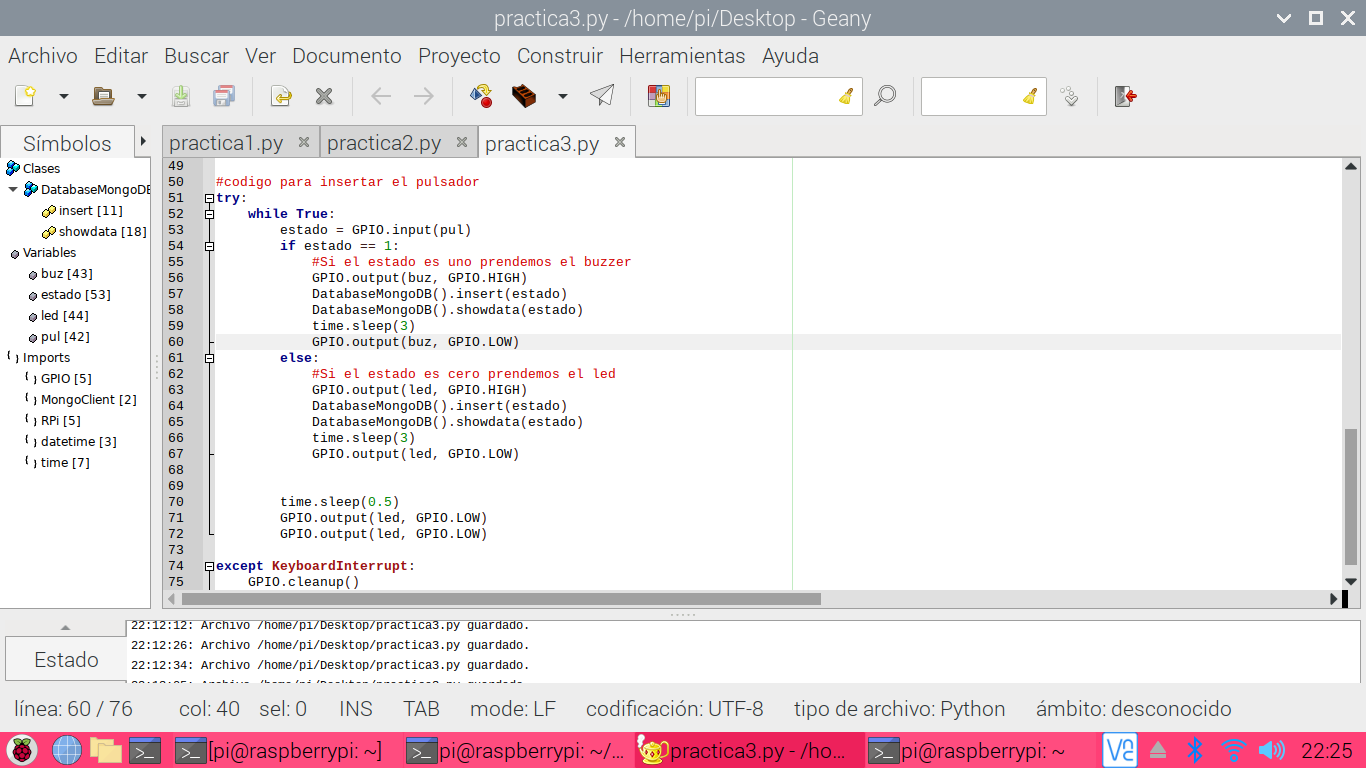 practica3.py - /home/pi/Desktop - Geany
Archivo Editar Buscar Ver Documento Proyecto Construir Herramientas Ayuda
Símbolos
practica1.py practica2.py practica3.py
Clases
DatabaseMongoDB
insert [11]
showdata [18]
Variables
buz [43]
estado [53]
led [44]
pul [42]
Imports
GPIO [5]
MongoClient [2]
RPi [5]
datetime [3]
time [7]
49
50 #codigo para insertar el pulsador
51 try:
52 while True:
53 estado = GPIO.input(pul)
54 if estado == 1:
55 #Si el estado es uno prendemos el buzzer
56 GPIO.output(buz, GPIO.HIGH)
57 DatabaseMongoDB().insert(estado)
58 DatabaseMongoDB().showdata(estado)
59 time.sleep(3)
60 GPIO.output(buz, GPIO.LOW)
61 else:
62 #Si el estado es cero prendemos el led
63 GPIO.output(led, GPIO.HIGH)
64 DatabaseMongoDB().insert(estado)
65 DatabaseMongoDB().showdata(estado)
66 time.sleep(3)
67 GPIO.output(led, GPIO.LOW)
68
69
70 time.sleep(0.5)
71 GPIO.output(led, GPIO.LOW)
72 GPIO.output(led, GPIO.LOW)
73
74 except KeyboardInterrupt:
75 GPIO.cleanup()
Estado
22:12:12: Archivo /home/pi/Desktop/practica3.py guardado.
22:12:26: Archivo /home/pi/Desktop/practica3.py guardado.
22:12:34: Archivo /home/pi/Desktop/practica3.py guardado.
línea: 60 / 76 col: 40 sel: 0 INS TAB modo: LF codificación: UTF-8 tipo de archivo: Python ámbito: desconocido
[pi@raspberrypi: ~] pi@raspberrypi: ~/... practica3.py - /ho... pi@raspberrypi: ~ 22:25